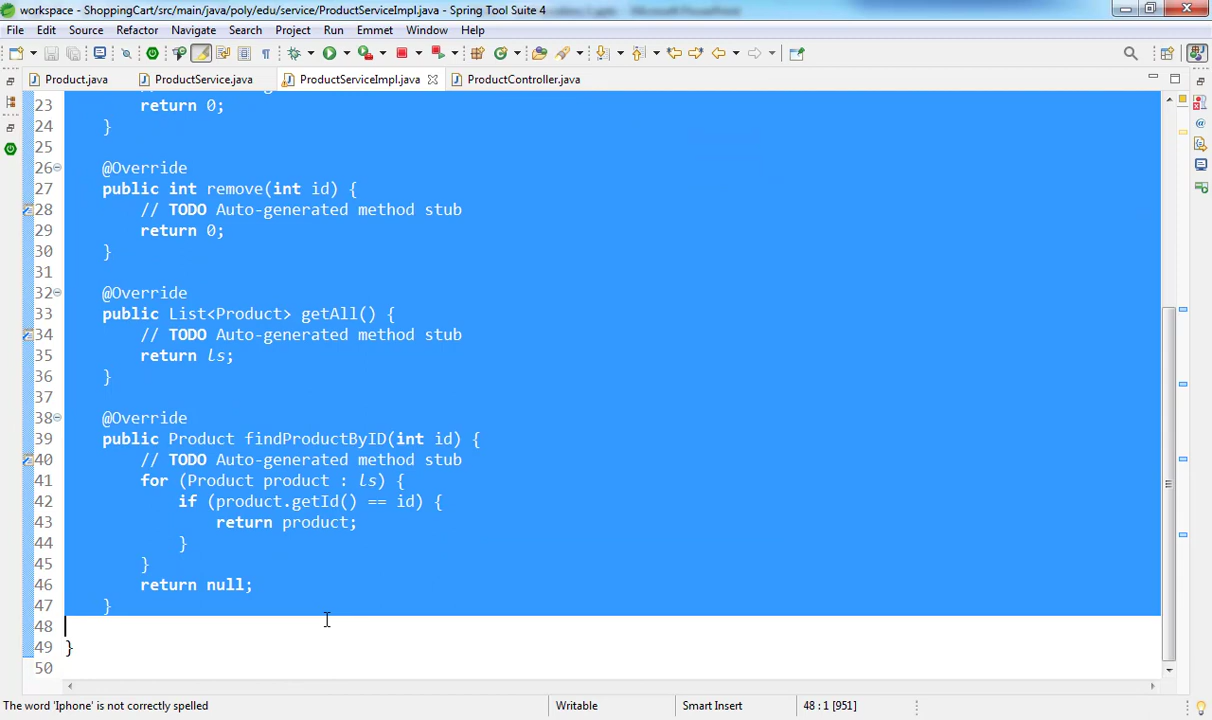 workspace - ShoppingCart/src/main/java/poly/edu/service/ProductServiceImpl.java - Spring Tool Suite 4
File Edit Source Refactor Navigate Search Project Run Emmet Window Help
Product.java ProductService.java ProductServiceImpl.java ProductController.java
23 return 0;
24 }
25
26 @Override
27 public int remove(int id) {
28 // TODO Auto-generated method stub
29 return 0;
30 }
31
32 @Override
33 public List<Product> getAll() {
34 // TODO Auto-generated method stub
35 return ls;
36 }
37
38 @Override
39 public Product findProductByID(int id) {
40 // TODO Auto-generated method stub
41 for (Product product : ls) {
42 if (product.getId() == id) {
43 return product;
44 }
45 }
46 return null;
47 }
48
49 }
50
The word 'Iphone' is not correctly spelled Writable Smart Insert 48 : 1 [951]